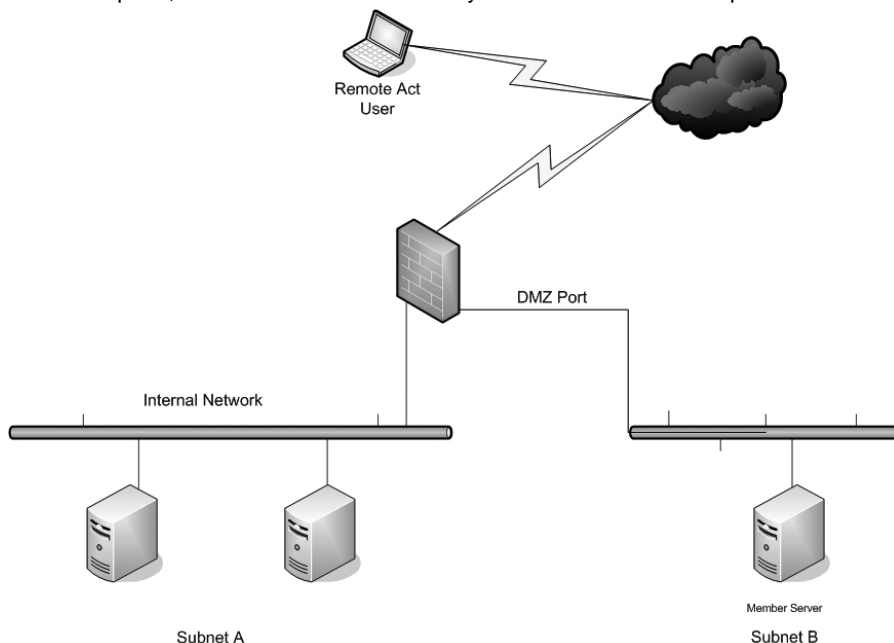 Remote Act
User
DMZ Port
Internal Network
Member Server
Subnet A
Subnet B